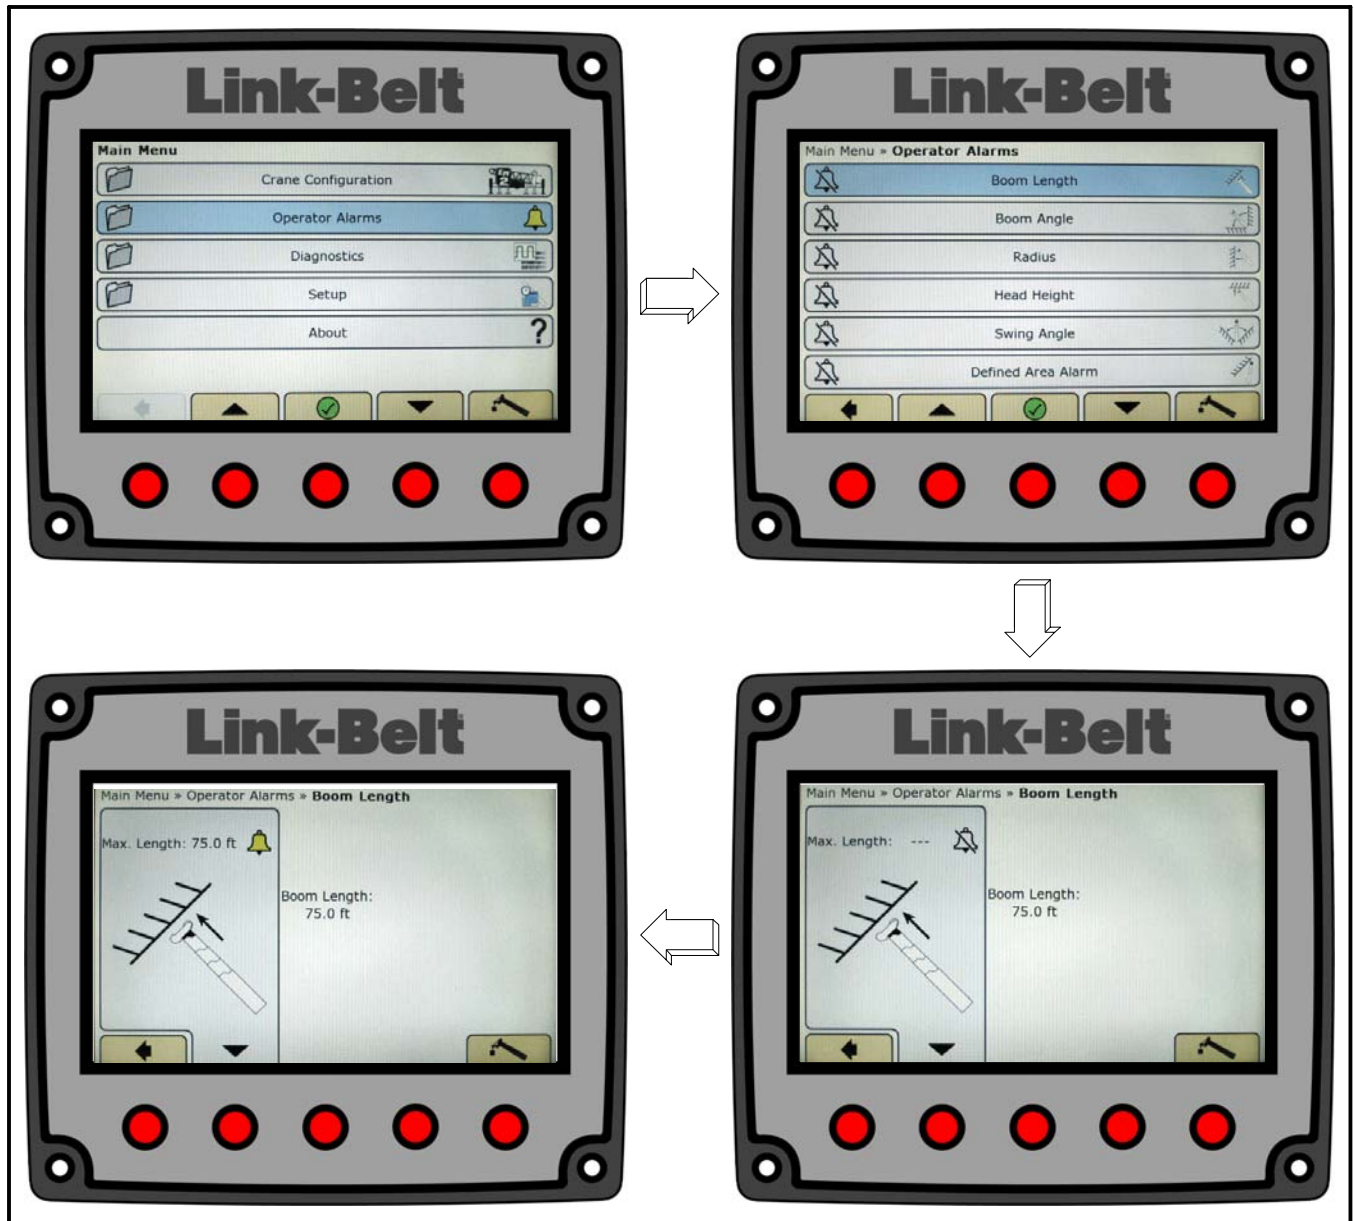 Link-Belt
Main Menu
Crane Configuration
Operator Alarms
Diagnostics
Setup
About
?
Link-Belt
Main Menu » Operator Alarms
Boom Length
Boom Angle
Radius
Head Height
Swing Angle
Defined Area Alarm
Link-Belt
Main Menu » Operator Alarms » Boom Length
Max. Length: 75.0 ft
Boom Length:
75.0 ft
Link-Belt
Main Menu » Operator Alarms » Boom Length
Max. Length: ---
Boom Length:
75.0 ft